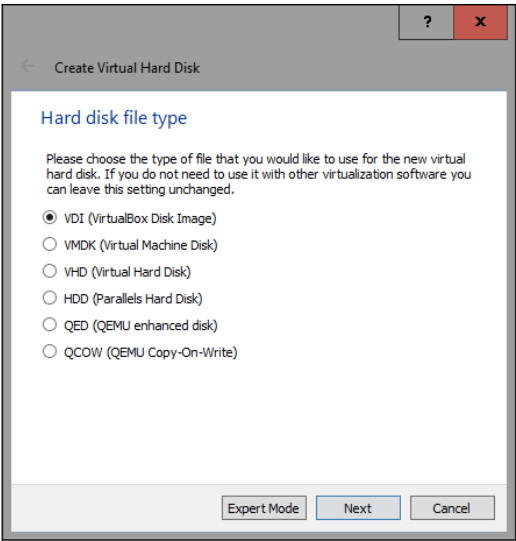 ? x
Create Virtual Hard Disk
Hard disk file type
Please choose the type of file that you would like to use for the new virtual
hard disk. If you do not need to use it with other virtualization software you
can leave this setting unchanged.
VDI (VirtualBox Disk Image)
VMDK (Virtual Machine Disk)
VHD (Virtual Hard Disk)
HDD (Parallels Hard Disk)
QED (QEMU enhanced disk)
QCOW (QEMU Copy-On-Write)
Expert Mode Next Cancel